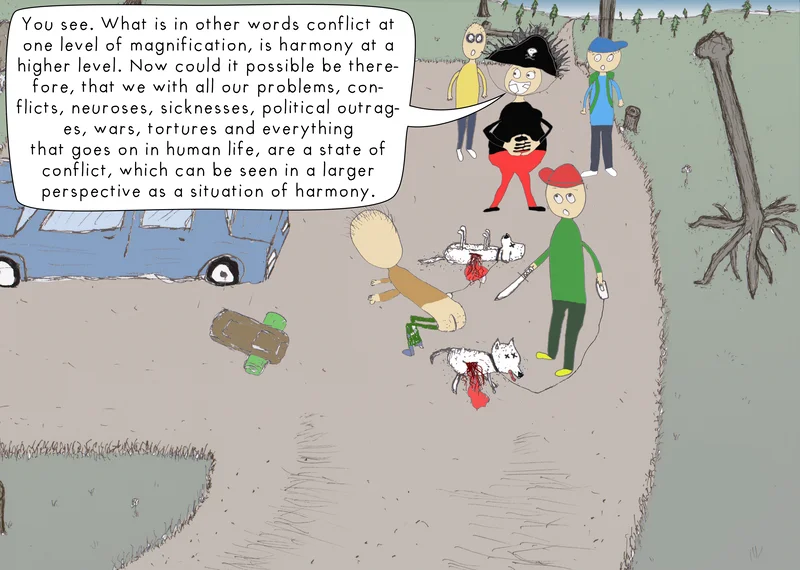 You see. What is in other words conflict at
one level of magnification, is harmony at a
higher level. Now could it possible be there-
fore, that we with all our problems, con-
flicts, neuroses, sicknesses, political outrag-
es, wars, tortures and everything
that goes on in human life, are a state of
conflict, which can be seen in a larger
perspective as a situation of harmony.